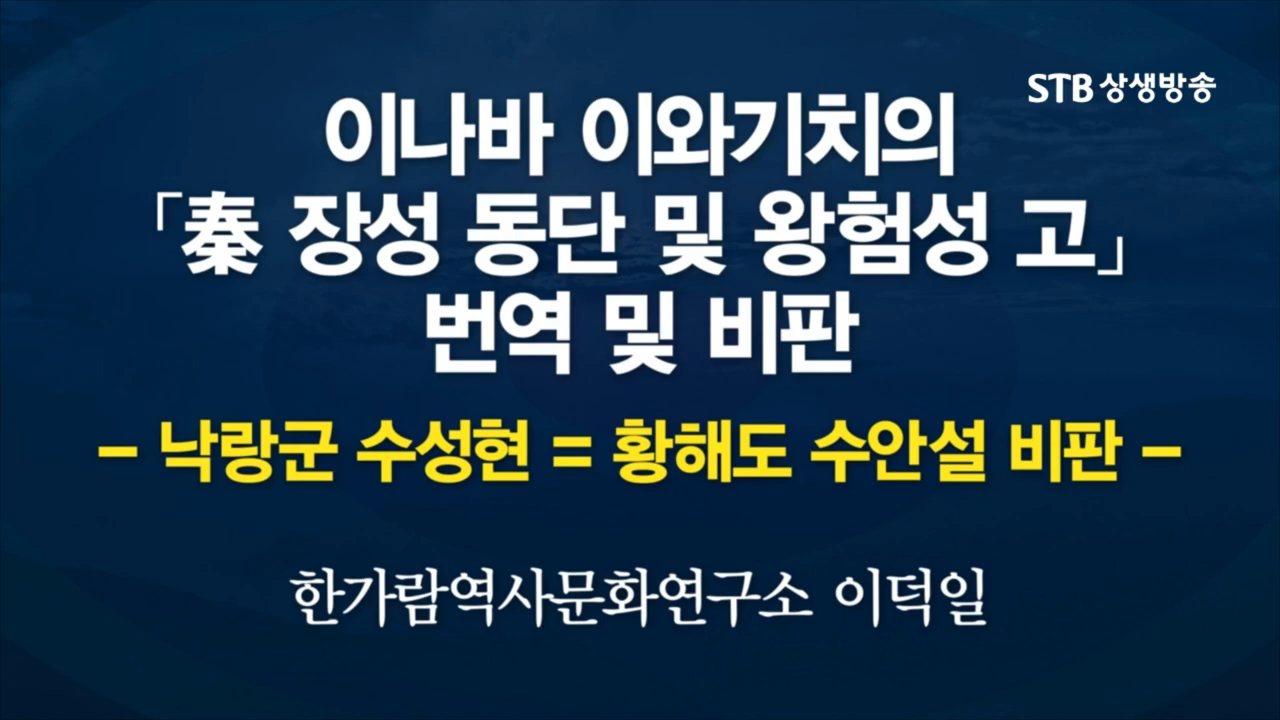 STB 상생방송
이나바 이와기치의
「秦 장성 동단 및 왕험성 고」
번역 및 비판
– 낙랑군 수성현 = 황해도 수안설 비판 –
한가람역사문화연구소 이덕일